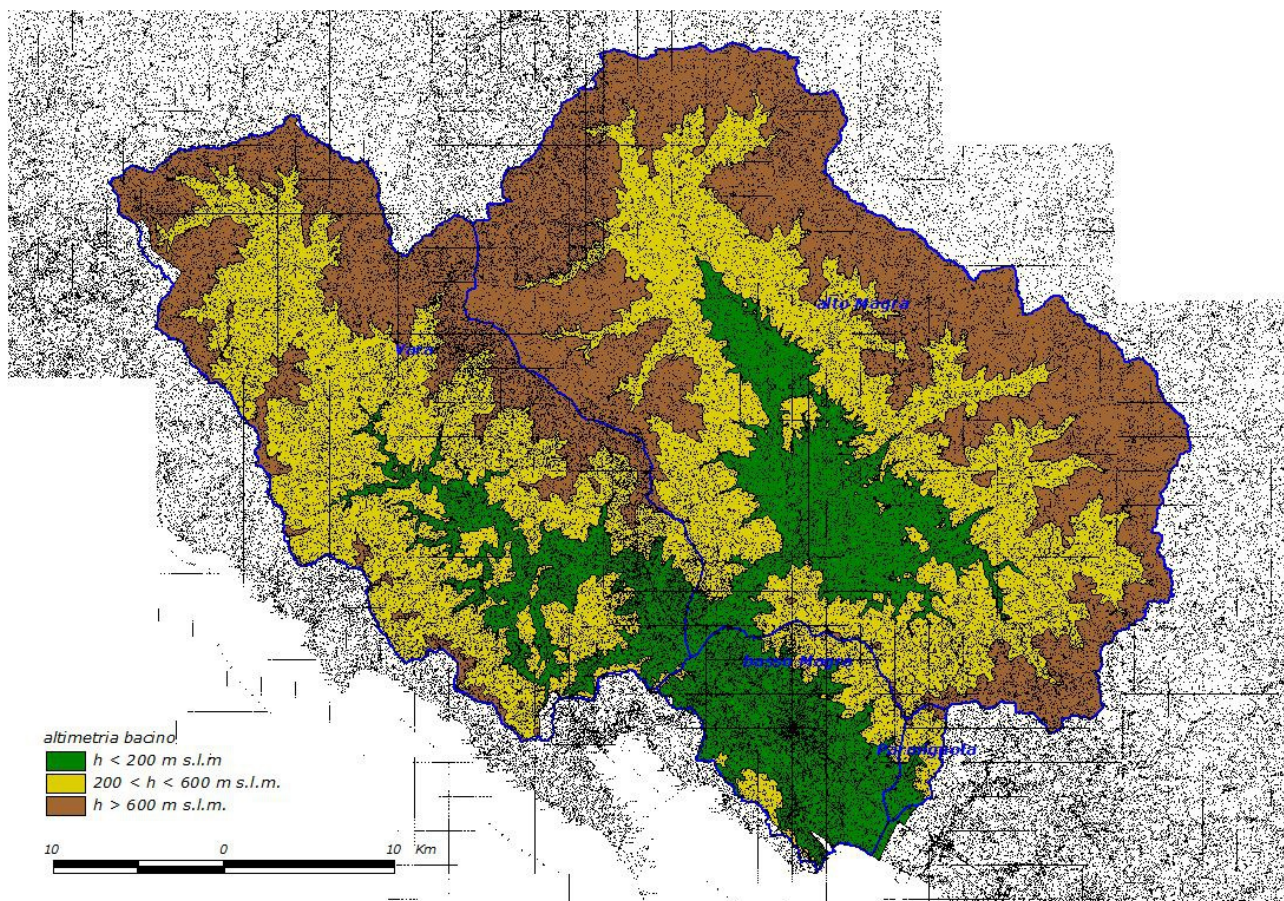 alto Magra
Vara
basso Magra
Parmignola
altimetria bacino
h < 200 m s.l.m
200 < h < 600 m s.l.m.
h > 600 m s.l.m.
10 0 10 Km